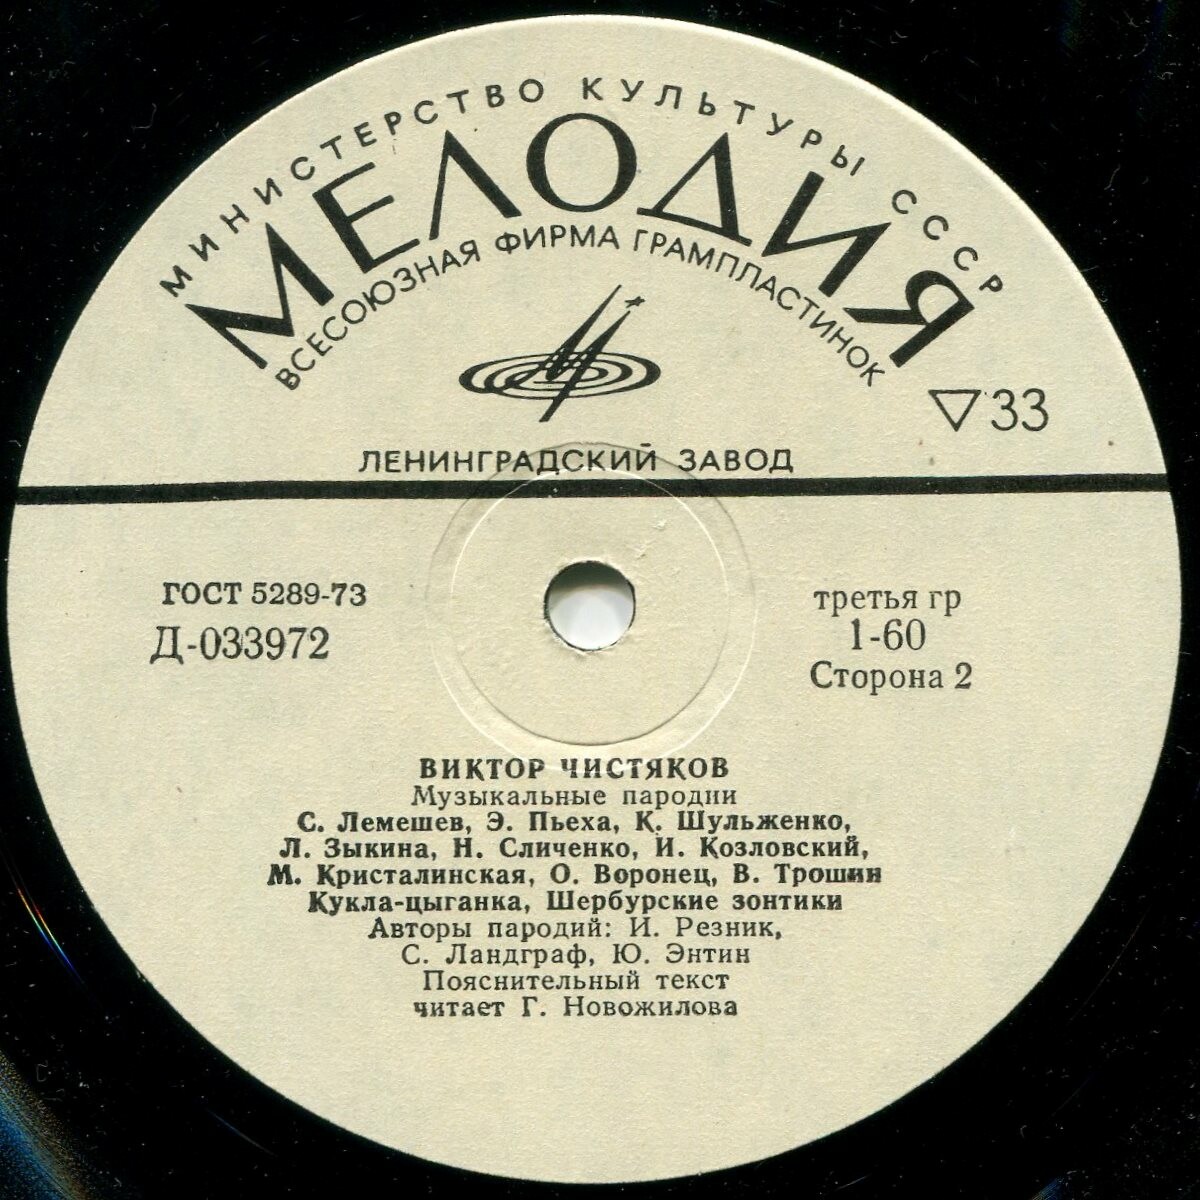 МИНИСТЕРСТВО КУЛЬТУРЫ СССР
МЕЛОДИЯ
ВСЕСОЮЗНАЯ ФИРМА ГРАМПЛАСТИНОК
33
ЛЕНИНГРАДСКИЙ ЗАВОД
ГОСТ 5289-73
Д-033972
третья гр
1-60
Сторона 2
ВИКТОР ЧИСТЯКОВ
Музыкальные пародии
С. Лемешев, Э. Пьеха, К. Шульженко,
Л. Зыкина, Н. Сличенко, И. Козловский,
М. Кристалинская, О. Воронец, В. Трошин
Кукла-цыганка, Шербурские зонтики
Авторы пародий: И. Резник,
С. Ландграф, Ю. Энтин
Пояснительный текст
читает Г. Новожилова